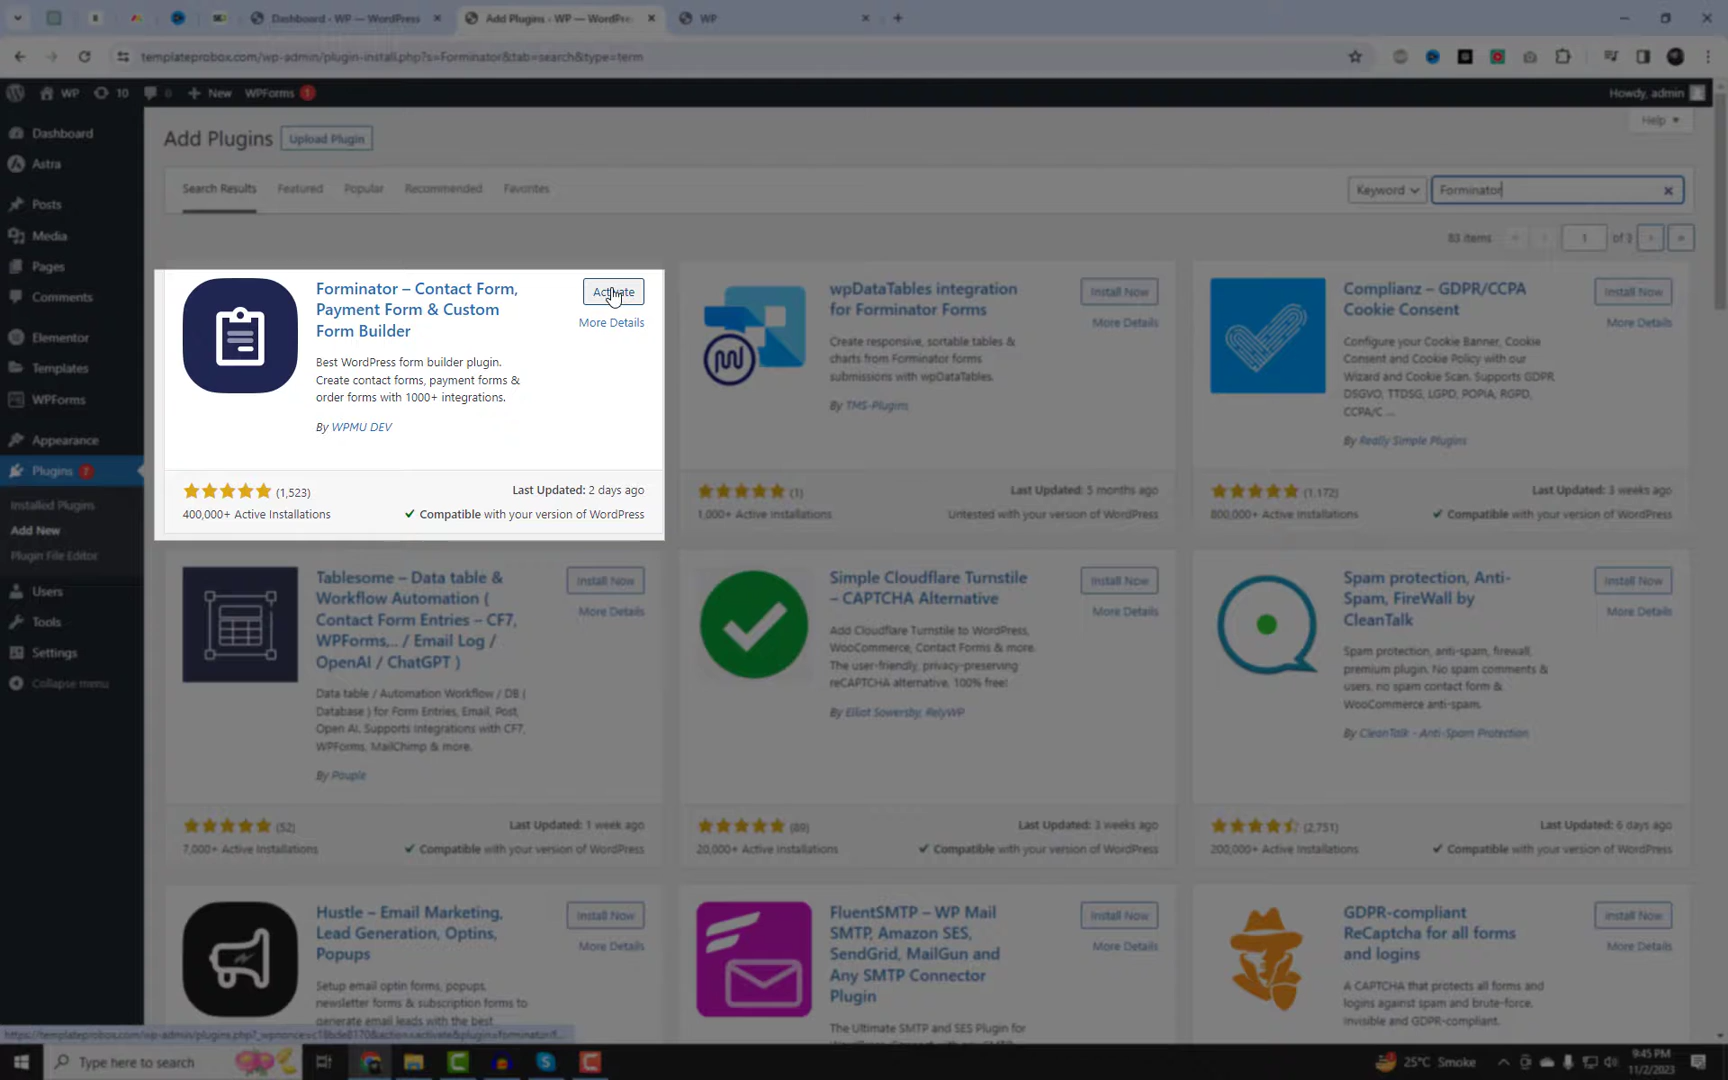 Dashboard - WP — WordPress
Add Plugins - WP — WordPre
WP
templateprobox.com/wp-admin/plugin-install.php?s=Forminator&tab=search&type=term
WP
10
0
New
WPForms 1
Howdy, admin
Help
Dashboard
Astra
Posts
Media
Pages
Comments
Elementor
Templates
WPForms
Appearance
Plugins 7
Installed Plugins
Add New
Plugin File Editor
Users
Tools
Settings
Collapse menu
Add Plugins
Upload Plugin
Search Results
Featured
Popular
Recommended
Favorites
Keyword
Forminator
83 items
«
‹
1
of 3
›
»
Forminator – Contact Form,
Payment Form & Custom
Form Builder
Activate
More Details
Best WordPress form builder plugin.
Create contact forms, payment forms &
order forms with 1000+ integrations.
By WPMU DEV
(1,523)
Last Updated: 2 days ago
400,000+ Active Installations
Compatible with your version of WordPress
wpDataTables integration
for Forminator Forms
Install Now
More Details
Create responsive, sortable tables &
charts from Forminator forms
submissions with wpDataTables.
By TMS-Plugins
(1)
Last Updated: 5 months ago
1,000+ Active Installations
Untested with your version of WordPress
Complianz – GDPR/CCPA
Cookie Consent
Install Now
More Details
Configure your Cookie Banner, Cookie
Consent and Cookie Policy with our
Wizard and Cookie Scan. Supports GDPR,
DSGVO, TTDSG, LGPD, POPIA, RGPD,
CCPA/C ...
By Really Simple Plugins
(1,172)
Last Updated: 3 weeks ago
800,000+ Active Installations
Compatible with your version of WordPress
Tablesome – Data table &
Workflow Automation (
Contact Form Entries – CF7,
WPForms,.. / Email Log /
OpenAI / ChatGPT )
Install Now
More Details
Data table / Automation Workflow / DB (
Database ) for Form Entries, Email, Post,
Open AI. Supports Integrations with CF7,
WPForms, MailChimp & more.
By Pauple
(52)
Last Updated: 1 week ago
7,000+ Active Installations
Compatible with your version of WordPress
Simple Cloudflare Turnstile
– CAPTCHA Alternative
Install Now
More Details
Add Cloudflare Turnstile to WordPress,
WooCommerce, Contact Forms & more.
The user-friendly, privacy-preserving
reCAPTCHA alternative. 100% free!
By Elliot Sowersby, RelyWP
(89)
Last Updated: 3 weeks ago
20,000+ Active Installations
Compatible with your version of WordPress
Spam protection, Anti-
Spam, FireWall by
CleanTalk
Install Now
More Details
Spam protection, anti-spam, firewall,
premium plugin. No spam comments &
users, no spam contact form &
WooCommerce anti-spam.
By CleanTalk - Anti-Spam Protection
(2,751)
Last Updated: 6 days ago
200,000+ Active Installations
Compatible with your version of WordPress
Hustle – Email Marketing,
Lead Generation, Optins,
Popups
Install Now
More Details
Setup email optin forms, popups,
newsletter forms & subscription forms to
generate email leads with the best
FluentSMTP – WP Mail
SMTP, Amazon SES,
SendGrid, MailGun and
Any SMTP Connector
Plugin
Install Now
More Details
The Ultimate SMTP and SES Plugin for
GDPR-compliant
ReCaptcha for all forms
and logins
Install Now
More Details
A CAPTCHA that protects all forms and
logins against spam and brute-force.
Invisible and GDPR-compliant.
Type here to search
25°C Smoke
9:45 PM
11/2/2023